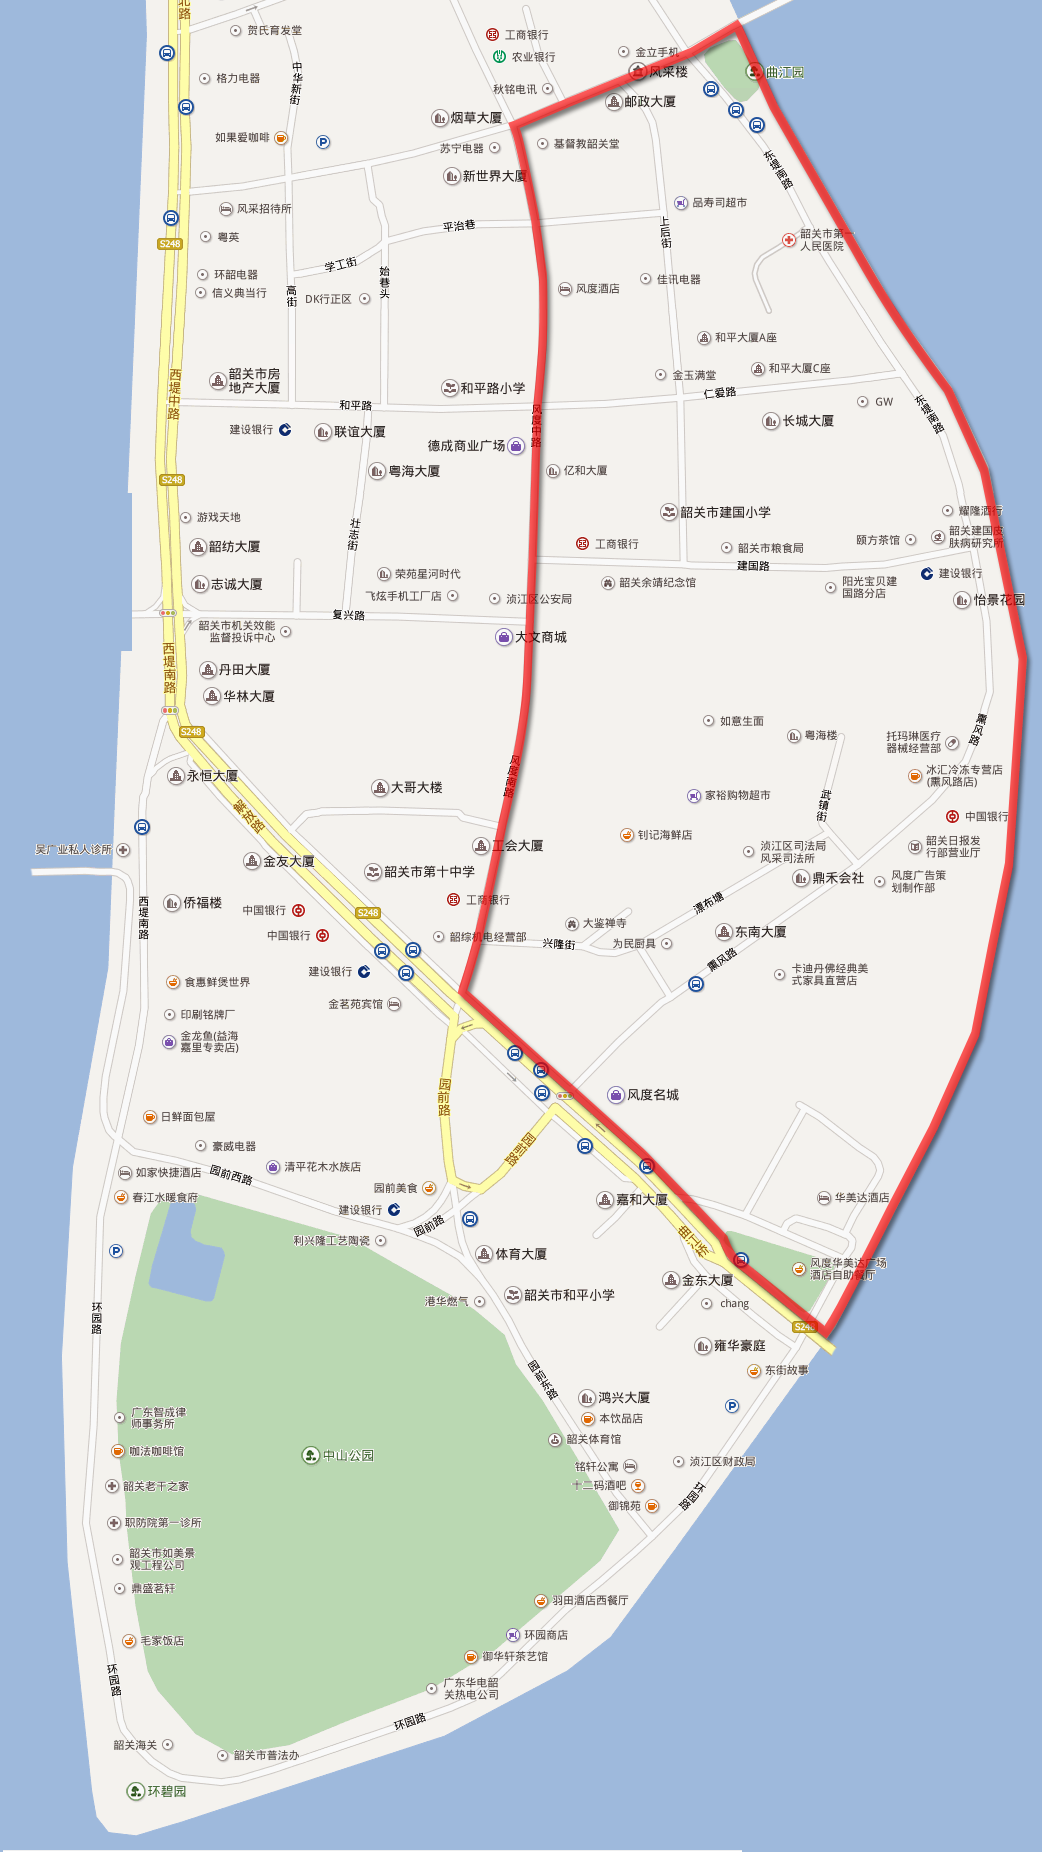 北路
贺氏育发堂
工商银行
农业银行
金立手机
风采楼
曲江园
格力电器
中华新街
秋铭电讯
邮政大厦
烟草大厦
如果爱咖啡
P
苏宁电器
基督教韶关堂
新世界大厦
东堤南路
风采招待所
品寿司超市
平治巷
上后街
粤英
S248
韶关市第一
人民医院
学工街
环韶电器
始巷头
佳讯电器
信义典当行
高街
DK行正区
风度酒店
和平大厦A座
韶关市房
地产大厦
西堤中路
和平路小学
金玉满堂
和平大厦C座
仁爱路
和平路
风度中路
GW
东堤南路
建设银行
联谊大厦
德成商业广场
长城大厦
粤海大厦
亿和大厦
S248
游戏天地
壮志街
韶关市建国小学
耀隆酒行
韶纺大厦
工商银行
韶关市粮食局
颐方茶馆
韶关建国皮
肤病研究所
建国路
荣苑星河时代
志诚大厦
韶关余靖纪念馆
阳光宝贝建
国路分店
建设银行
飞炫手机工厂店
浈江区公安局
怡景花园
复兴路
韶关市机关效能
监督投诉中心
大文商城
西堤南路
丹田大厦
华林大厦
如意生面
熏风路
S248
粤海楼
托玛琳医疗
器械经营部
永恒大厦
大哥大楼
风度南路
家裕购物超市
武镇街
冰汇冷冻专营店
(熏风路店)
解放路
中国银行
吴广业私人诊所
金友大厦
工会大厦
钊记海鲜店
浈江区司法局
风采司法所
韶关日报发
行部营业厅
韶关市第十中学
鼎禾会社
风度广告策
划制作部
西堤南路
侨福楼
中国银行
S248
工商银行
漂布塘
中国银行
韶综机电经营部
兴隆街
大鉴禅寺
为民厨具
东南大厦
熏风路
建设银行
食惠鲜煲世界
卡迪丹佛经典美
式家具直营店
金茗苑宾馆
印刷铭牌厂
金龙鱼(益海
嘉里专卖店)
园前路
风度名城
日鲜面包屋
豪威电器
园前路
清平花木水族店
如家快捷酒店
园前西路
园前美食
春江水暖食府
建设银行
嘉和大厦
华美达酒店
园前路
利兴隆工艺陶瓷
曲江桥
P
体育大厦
风度华美达广场
酒店自助餐厅
金东大厦
韶关市和平小学
港华燃气
chang
环园路
S248
雍华豪庭
园前东路
东街故事
鸿兴大厦
P
广东智成律
师事务所
本饮品店
韶关体育馆
咖法咖啡馆
中山公园
铭轩公寓
浈江区财政局
韶关老干之家
十二码酒吧
环园路
御锦苑
职防院第一诊所
韶关市如美景
观工程公司
鼎盛茗轩
羽田酒店西餐厅
毛家饭店
环园商店
御华轩茶艺馆
环园路
广东华电韶
关热电公司
环园路
韶关海关
韶关市普法办
环碧园